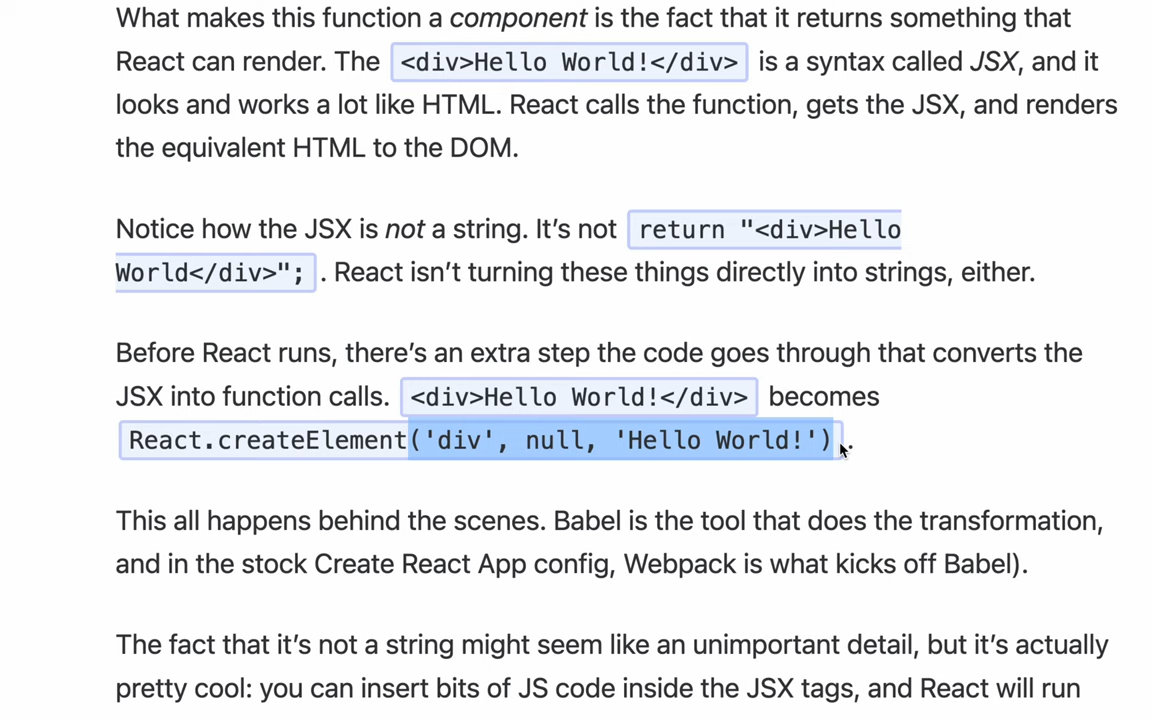 What makes this function a component is the fact that it returns something that
React can render. The <div>Hello World!</div> is a syntax called JSX, and it
looks and works a lot like HTML. React calls the function, gets the JSX, and renders
the equivalent HTML to the DOM.
Notice how the JSX is not a string. It’s not return "<div>Hello
World</div>"; . React isn’t turning these things directly into strings, either.
Before React runs, there’s an extra step the code goes through that converts the
JSX into function calls. <div>Hello World!</div> becomes
React.createElement('div', null, 'Hello World!') .
This all happens behind the scenes. Babel is the tool that does the transformation,
and in the stock Create React App config, Webpack is what kicks off Babel).
The fact that it’s not a string might seem like an unimportant detail, but it’s actually
pretty cool: you can insert bits of JS code inside the JSX tags, and React will run